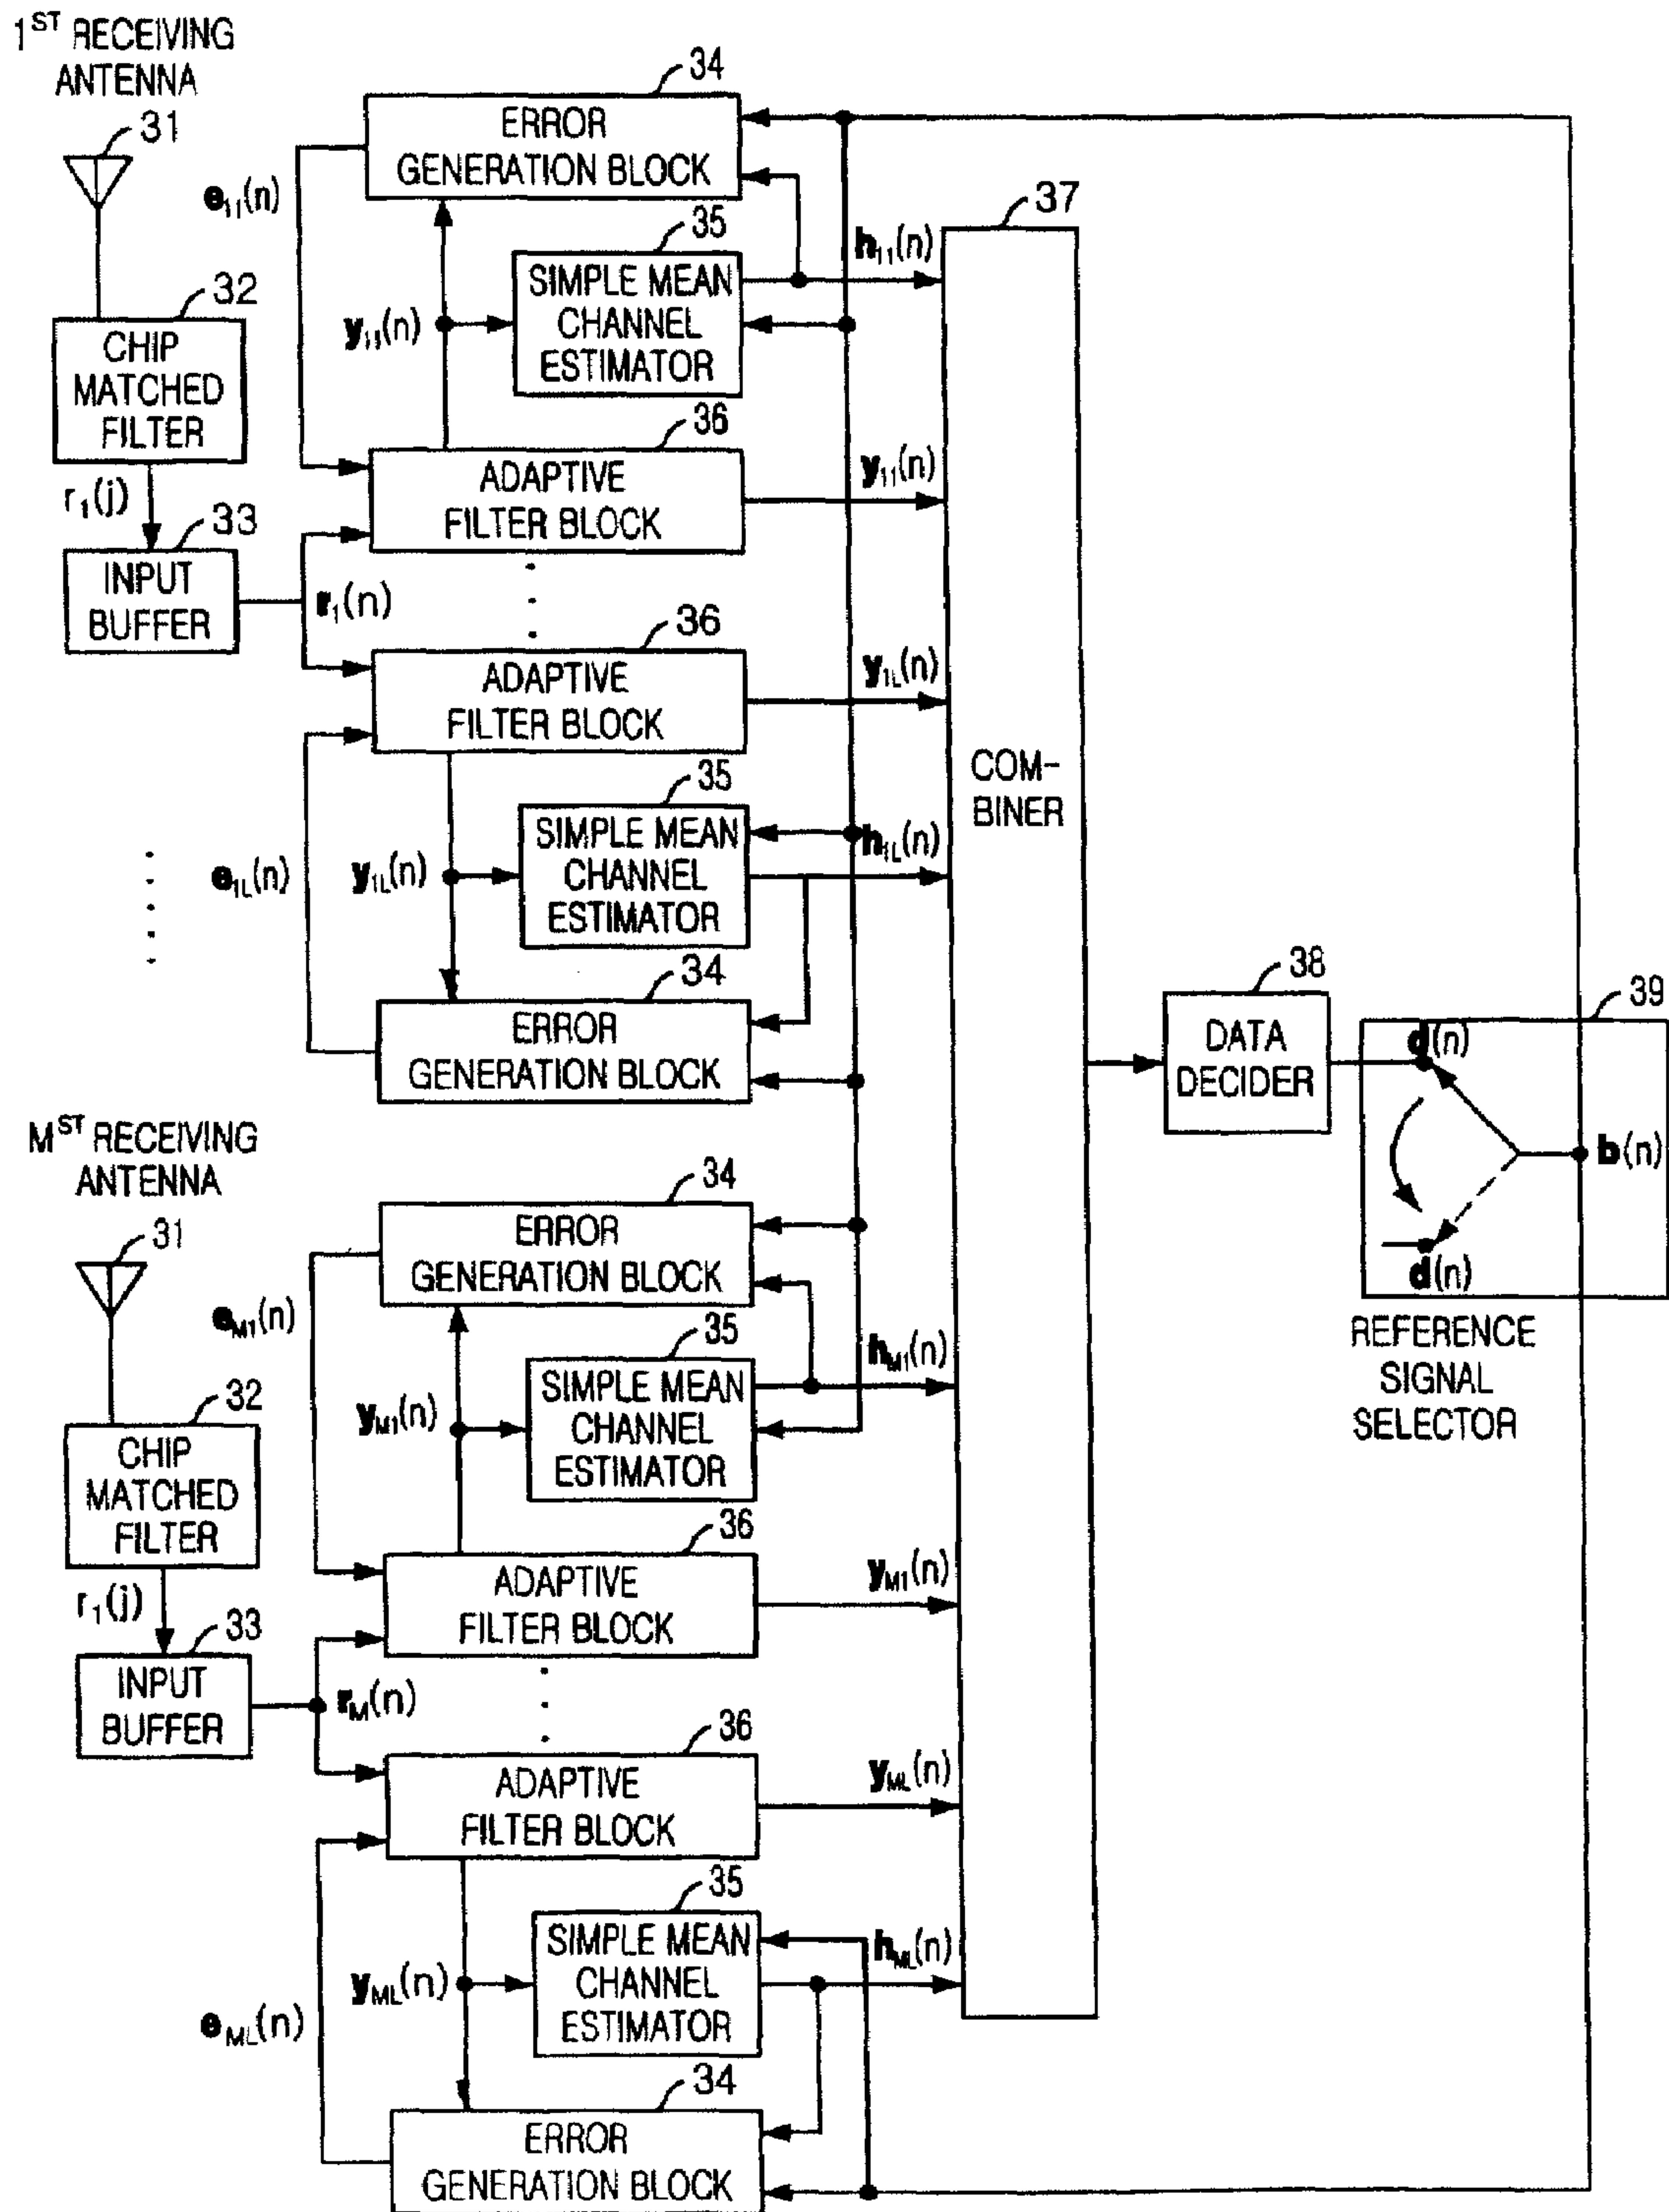 1ST RECEIVING
ANTENNA
31
32
CHIP
MATCHED
FILTER
r1(j)
33
INPUT
BUFFER
r1(n)
34
ERROR
GENERATION BLOCK
e11(n)
35
SIMPLE MEAN
CHANNEL
ESTIMATOR
h11(n)
y11(n)
36
ADAPTIVE
FILTER BLOCK
y11(n)
36
ADAPTIVE
FILTER BLOCK
y1L(n)
35
SIMPLE MEAN
CHANNEL
ESTIMATOR
h1L(n)
y1L(n)
e1L(n)
34
ERROR
GENERATION BLOCK
37
COM-
BINER
38
DATA
DECIDER
39
d(n)
b(n)
d(n)
REFERENCE
SIGNAL
SELECTOR
MST RECEIVING
ANTENNA
31
32
CHIP
MATCHED
FILTER
r1(j)
33
INPUT
BUFFER
rM(n)
34
ERROR
GENERATION BLOCK
eM1(n)
35
SIMPLE MEAN
CHANNEL
ESTIMATOR
hM1(n)
yM1(n)
36
ADAPTIVE
FILTER BLOCK
yM1(n)
36
ADAPTIVE
FILTER BLOCK
yML(n)
35
SIMPLE MEAN
CHANNEL
ESTIMATOR
hML(n)
yML(n)
eML(n)
34
ERROR
GENERATION BLOCK